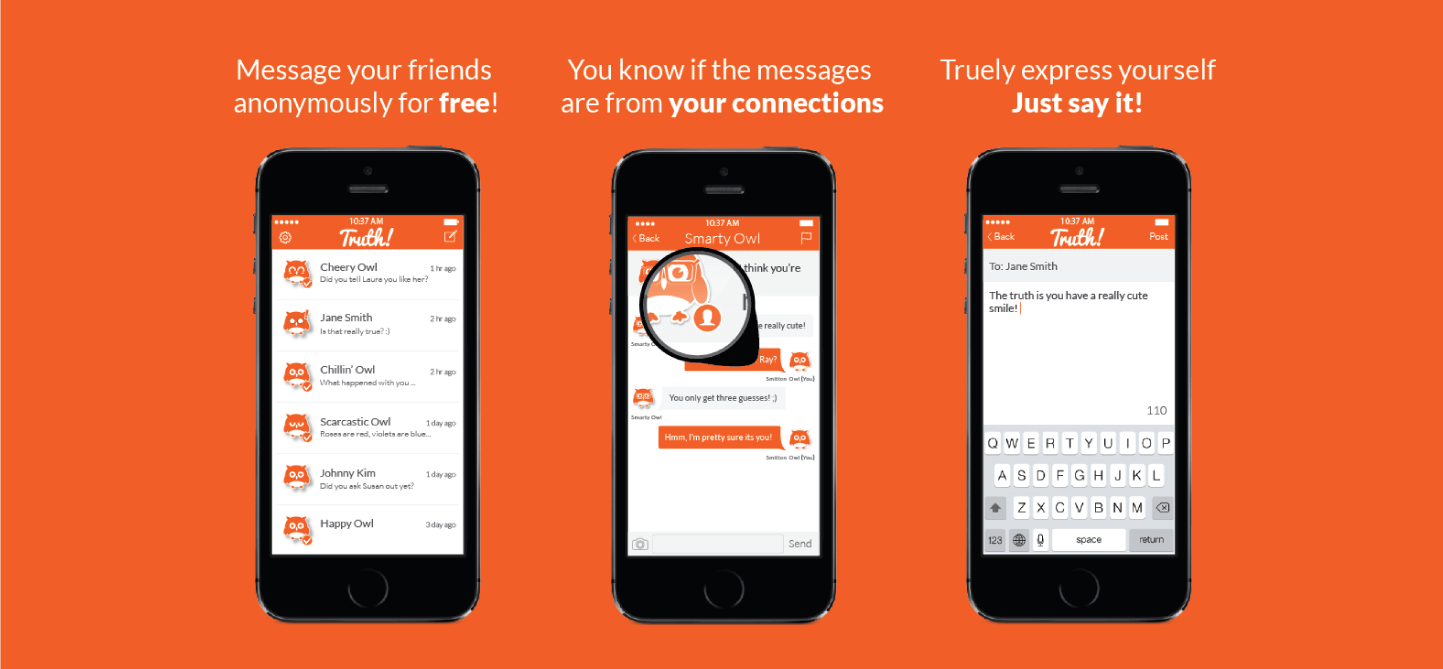 Message your friends
anonymously for free!
You know if the messages
are from your connections
Truely express yourself
Just say it!
10:37 AM
Truth!
Cheery Owl
1 hr ago
Did you tell Laura you like her?
Jane Smith
2 hr ago
Is that really true? :)
Chillin' Owl
2 hr ago
What happened with you ...
Scarcastic Owl
1 day ago
Roses are red, violets are blue...
Johnny Kim
1 day ago
Did you ask Susan out yet?
Happy Owl
3 day ago
10:37 AM
Back
Smarty Owl
think you're
e really cute!
Smarty O
Ray?
Smitten Owl (You)
You only get three guesses! ;)
Smarty Owl
Hmm, I'm pretty sure its you!
Smitten Owl (You)
Send
10:37 AM
Back
Truth!
Post
To: Jane Smith
The truth is you have a really cute
smile!
110
Q W E R T Y U I O P
A S D F G H J K L
Z X C V B N M
123 space return